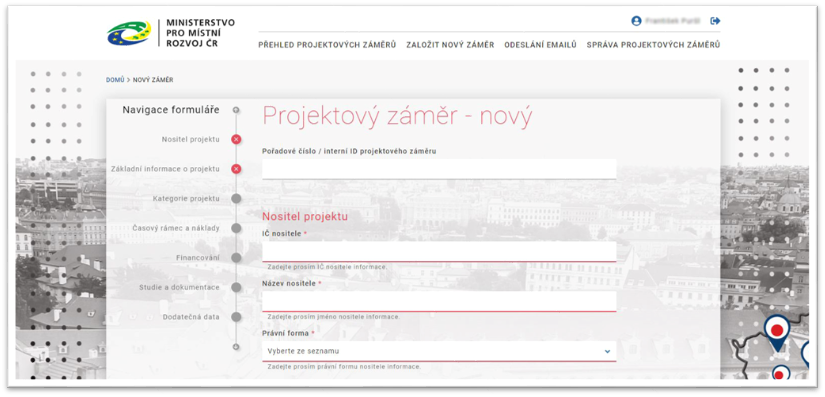 MINISTERSTVO
PRO MÍSTNÍ
ROZVOJ ČR
PŘEHLED PROJEKTOVÝCH ZÁMĚRŮ ZALOŽIT NOVÝ ZÁMĚR ODESLÁNÍ EMAILŮ SPRÁVA PROJEKTOVÝCH ZÁMĚRŮ
DOMŮ > NOVÝ ZÁMĚR
Navigace formuláře
Nositel projektu
Základní informace o projektu
Kategorie projektu
Časový rámec a náklady
Financování
Studie a dokumentace
Dodatečná data
Projektový záměr - nový
Pořadové číslo / interní ID projektového záměru
Nositel projektu
IČ nositele *
Zadejte prosím IČ nositele informace.
Název nositele *
Zadejte prosím jméno nositele informace.
Právní forma *
Vyberte ze seznamu
Zadejte prosím právní formu nositele informace.